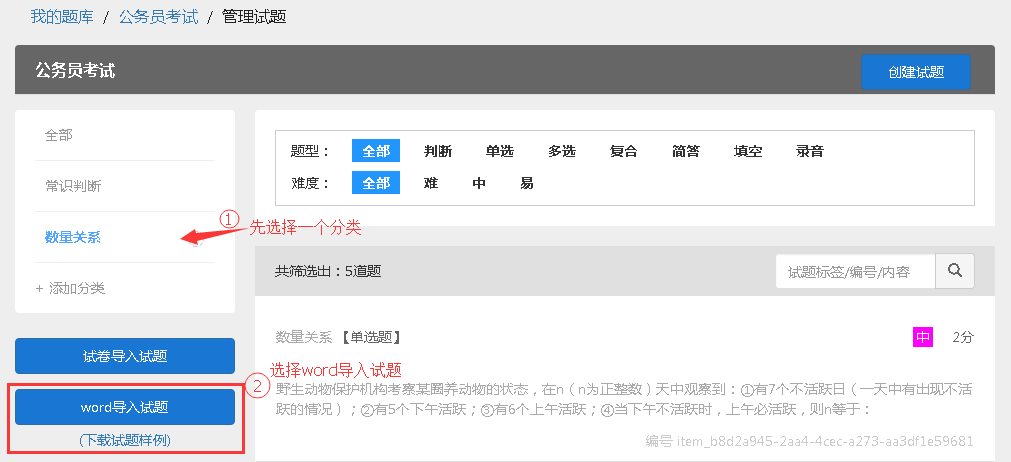 我的题库 / 公务员考试 / 管理试题
公务员考试
创建试题
全部
常识判断
数量关系
+ 添加分类
试卷导入试题
word导入试题
(下载试题样例)
题型： 全部 判断 单选 多选 复合 简答 填空 录音
难度： 全部 难 中 易
① 先选择一个分类
共筛选出：5道题
试题标签/编号/内容
数量关系 【单选题】 中 2分
② 选择word导入试题
野生动物保护机构考察某圈养动物的状态，在n（n为正整数）天中观察到：①有7个不活跃日（一天中有出现不活
跃的情况）；②有5个下午活跃；③有6个上午活跃；④当下午不活跃时，上午必活跃，则n等于：
编号 item_b8d2a945-2aa4-4cec-a273-aa3df1e59681